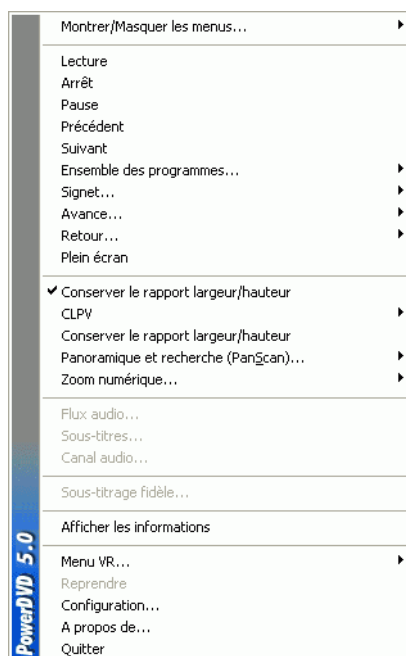 Montrer/Masquer les menus...
Lecture
Arrêt
Pause
Précédent
Suivant
Ensemble des programmes...
Signet...
Avance...
Retour...
Plein écran
Conserver le rapport largeur/hauteur
CLPV
Conserver le rapport largeur/hauteur
Panoramique et recherche (PanScan)...
Zoom numérique...
Flux audio...
Sous-titres...
Canal audio...
Sous-titrage fidèle...
Afficher les informations
Menu VR...
Reprendre
Configuration...
A propos de...
Quitter
PowerDVD 5.0